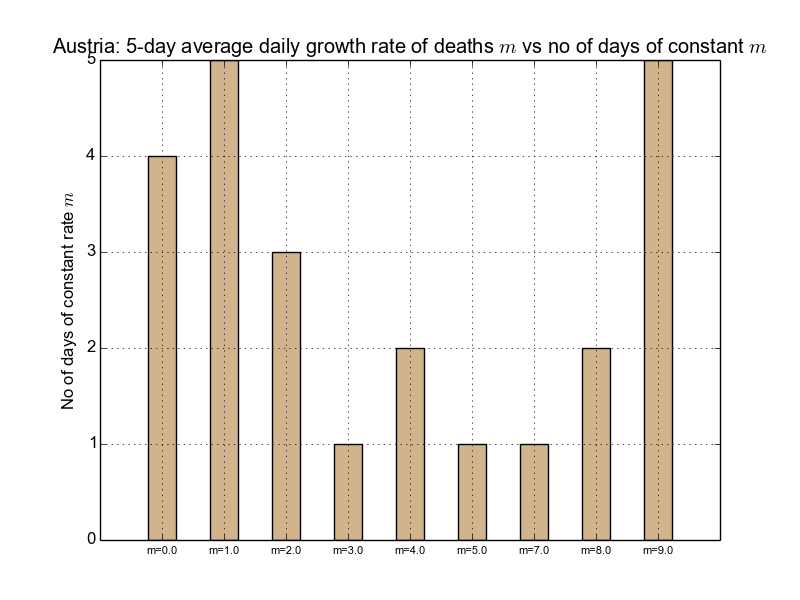 Austria: 5-day average daily growth rate of deaths m vs no of days of constant m
5
4
3
2
1
0
No of days of constant rate m
m=0.0 m=1.0 m=2.0 m=3.0 m=4.0 m=5.0 m=7.0 m=8.0 m=9.0